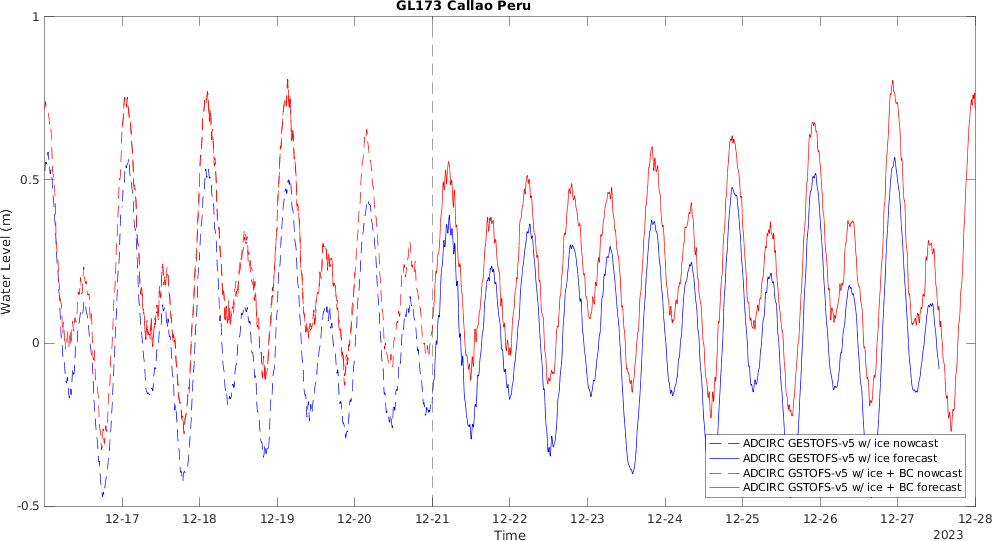 GL173 Callao Peru
Water Level (m)
1
0.5
0
-0.5
ADCIRC GESTOFS-v5 w/ ice nowcast
ADCIRC GESTOFS-v5 w/ ice forecast
ADCIRC GSTOFS-v5 w/ ice + BC nowcast
ADCIRC GSTOFS-v5 w/ ice + BC forecast
12-17 12-18 12-19 12-20 12-21 12-22 12-23 12-24 12-25 12-26 12-27 12-28
Time
2023